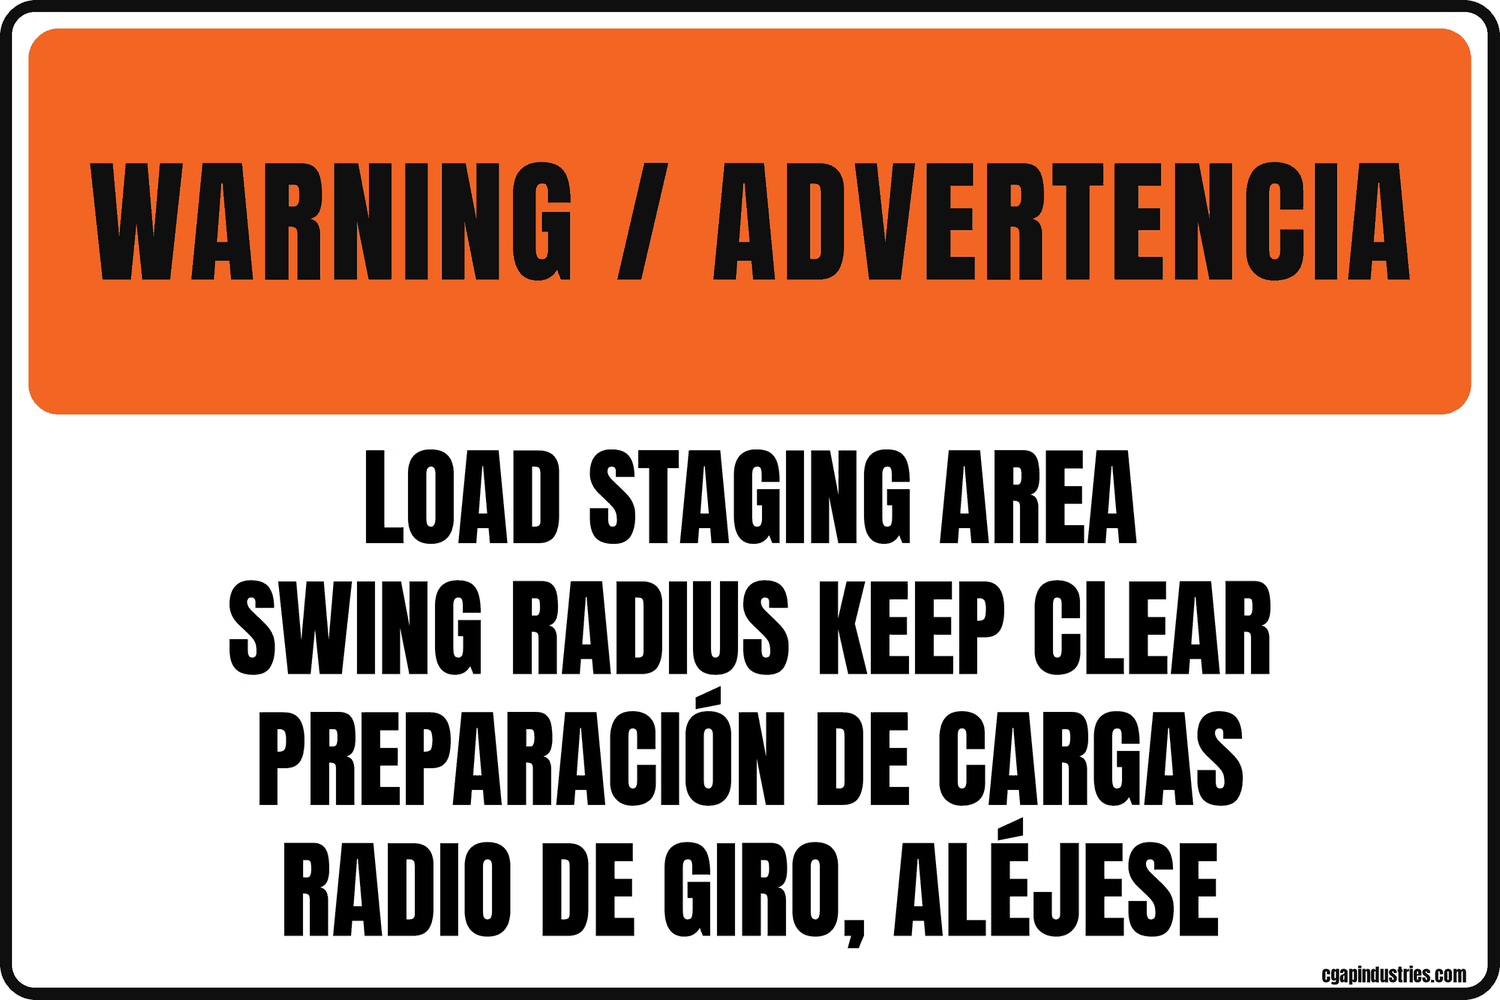 WARNING / ADVERTENCIA
LOAD STAGING AREA
SWING RADIUS KEEP CLEAR
PREPARACIÓN DE CARGAS
RADIO DE GIRO, ALÉJESE
cgapindustries.com